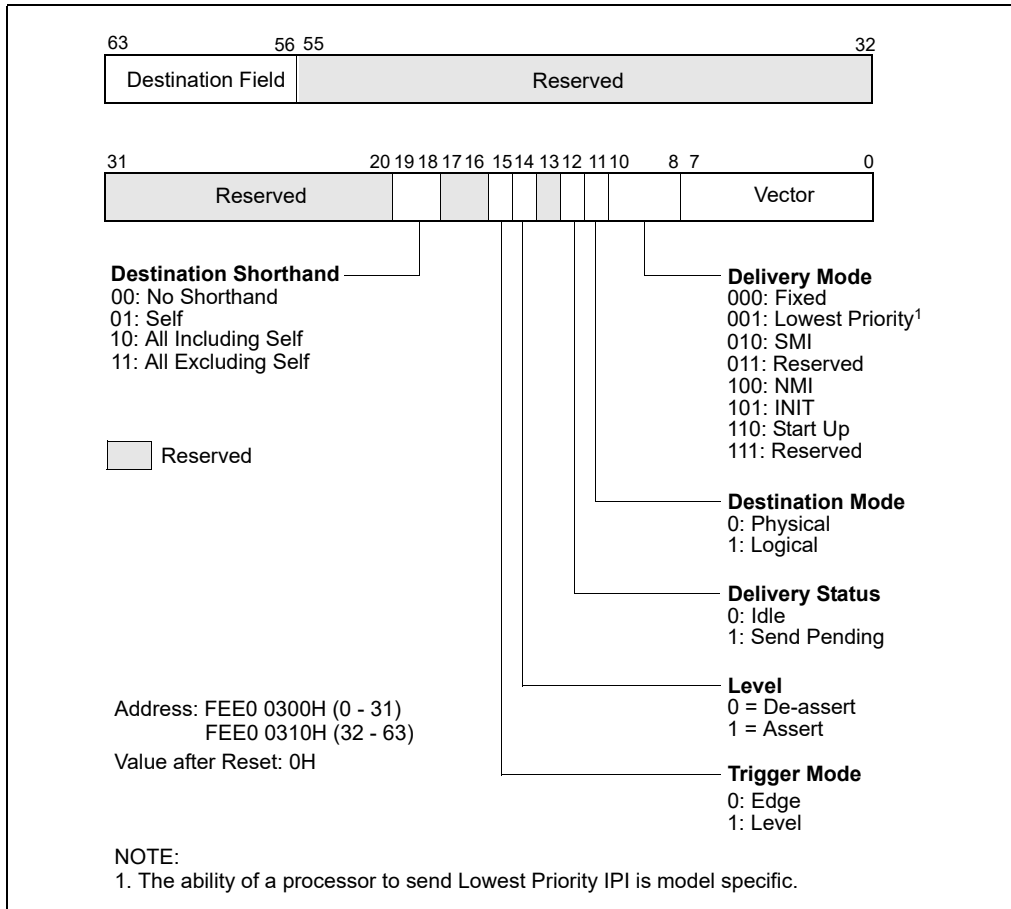 63 56 55 32
Destination Field Reserved
31 20 19 18 17 16 15 14 13 12 11 10 8 7 0
Reserved Vector
Destination Shorthand
00: No Shorthand
01: Self
10: All Including Self
11: All Excluding Self
Reserved
Delivery Mode
000: Fixed
001: Lowest Priority¹
010: SMI
011: Reserved
100: NMI
101: INIT
110: Start Up
111: Reserved
Destination Mode
0: Physical
1: Logical
Delivery Status
0: Idle
1: Send Pending
Level
0 = De-assert
1 = Assert
Trigger Mode
0: Edge
1: Level
Address: FEE0 0300H (0 - 31)
FEE0 0310H (32 - 63)
Value after Reset: 0H
NOTE:
1. The ability of a processor to send Lowest Priority IPI is model specific.